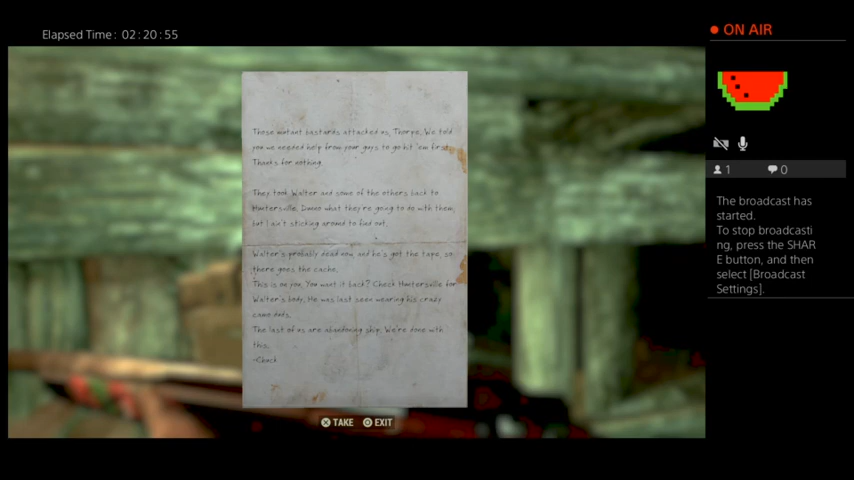 Elapsed Time: 02:20:55
ON AIR
These mutant bastards attacked us, Thorpe. We told
you we needed help from your guys to go hit 'em first.
Thanks for nothing.
They took Walter and some of the others back to
Huntersville. Dunno what they're going to do with them,
but I ain't sticking around to find out.
Walter's probably dead now, and he's got the tape, so
there goes the cache.
This is on you. You want it back? Check Huntersville for
Walter's body. He was last seen wearing his crazy
camo duds.
The last of us are abandoning ship. We're done with
this.
-Chuck
TAKE EXIT
1 0
The broadcast has
started.
To stop broadcasti
ng, press the SHAR
E button, and then
select [Broadcast
Settings].